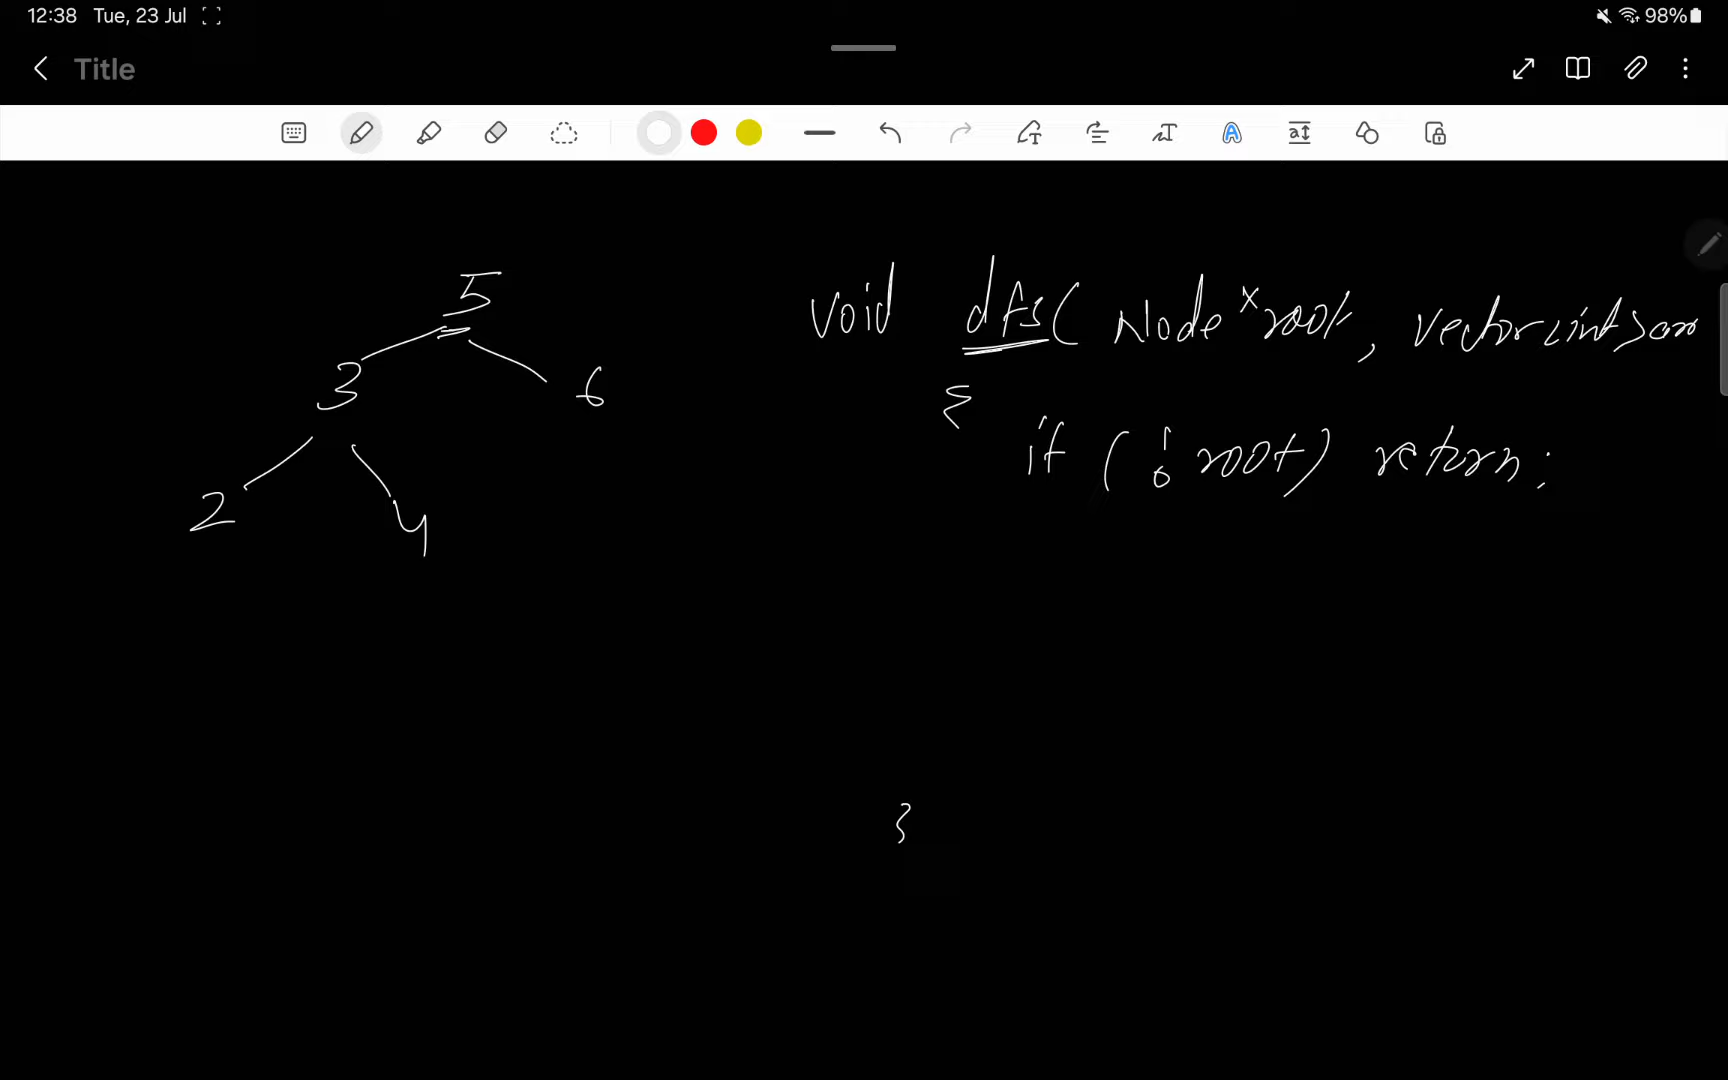 12:38 Tue, 23 Jul 98%
Title
5
3 6
2 4
void dfs( Node *root, vector<int>arr
{
if ( ! root) return;
}